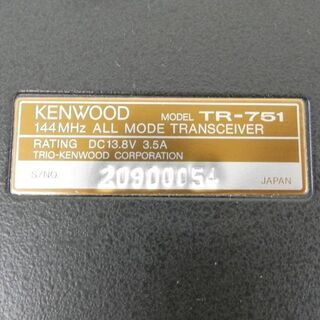 KENWOOD MODEL TR-751
144MHz ALL MODE TRANSCEIVER
RATING DC13.8V 3.5A
TRIO-KENWOOD CORPORATION
S/NO. 20900054 JAPAN